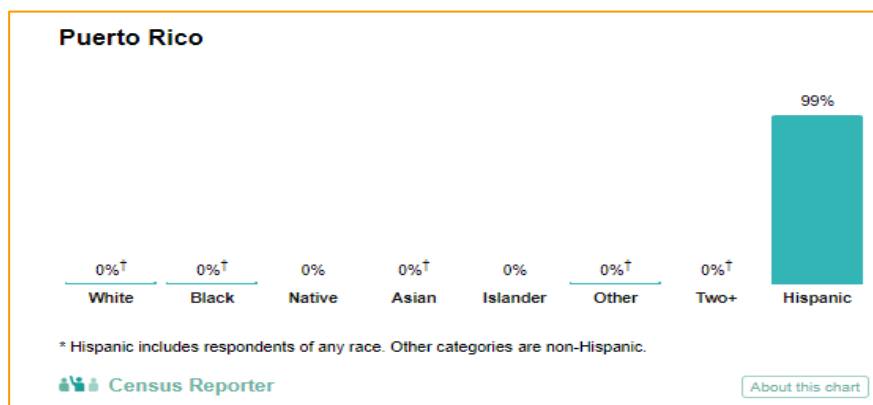 Puerto Rico
99%
0%† 0%† 0% 0%† 0% 0%† 0%†
White Black Native Asian Islander Other Two+ Hispanic
* Hispanic includes respondents of any race. Other categories are non-Hispanic.
Census Reporter About this chart